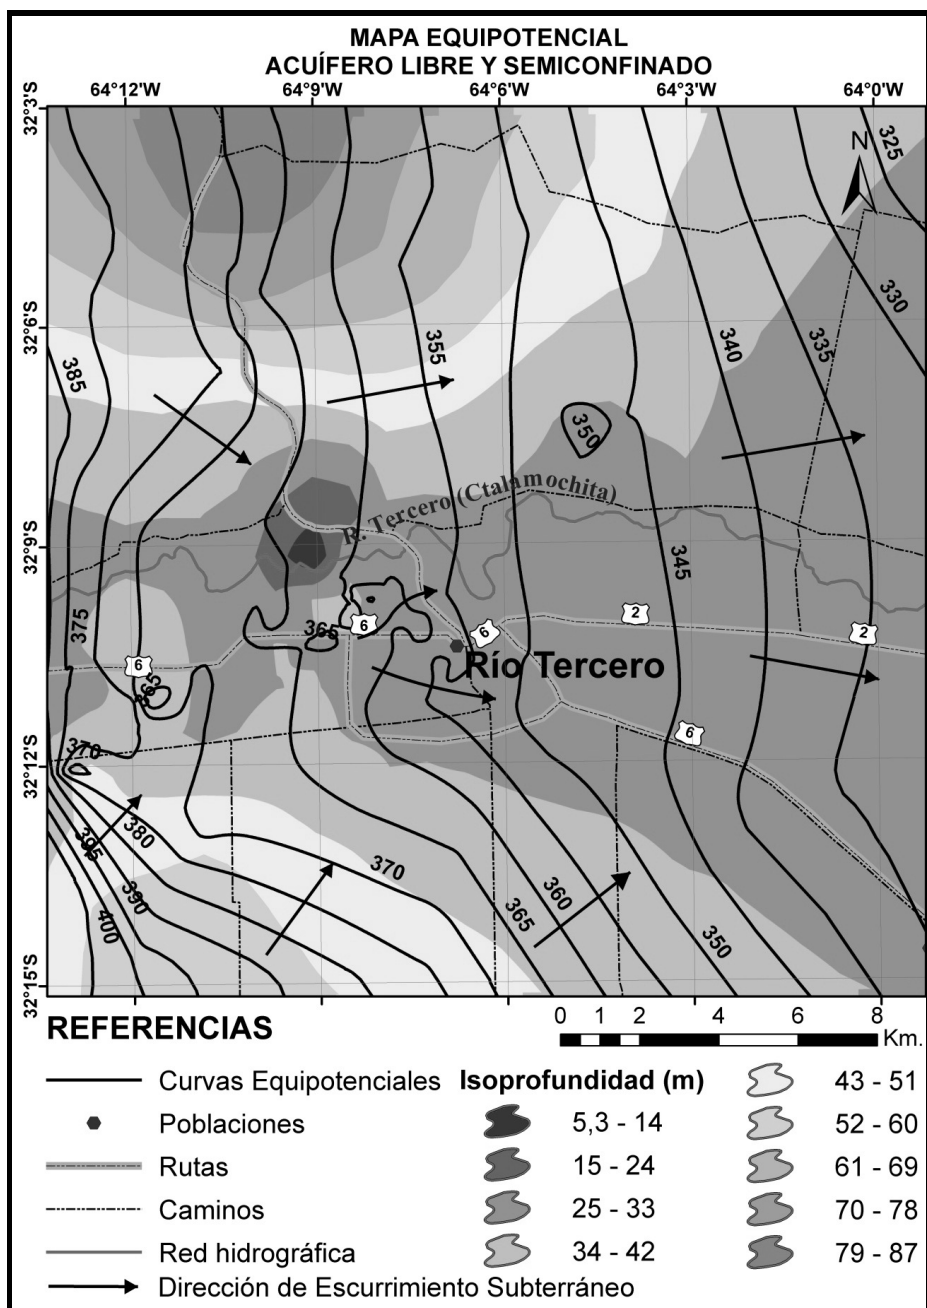 MAPA EQUIPOTENCIAL
ACUÍFERO LIBRE Y SEMICONFINADO
64°12'W 64°9'W 64°6'W 64°3'W 64°0'W
32°3'S
N
325
330
32°6'S
385
355
340
335
350
R. Tercero (Ctalamochita)
32°9'S
345
375
365
6
6
2
2
6
Río Tercero
365
6
370
32°12'S
380
395
370
390
400
365
360
350
32°15'S
REFERENCIAS
0 1 2 4 6 8
Km.
Curvas Equipotenciales
Poblaciones
Rutas
Caminos
Red hidrográfica
Dirección de Escurrimiento Subterráneo
Isoprofundidad (m)
5,3 - 14
15 - 24
25 - 33
34 - 42
43 - 51
52 - 60
61 - 69
70 - 78
79 - 87